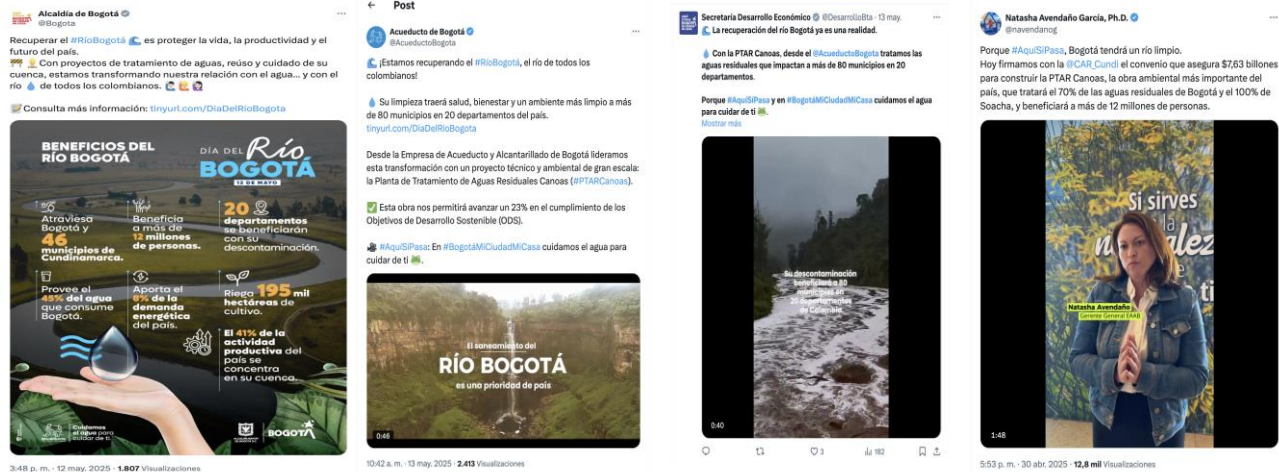 Alcaldía de Bogotá
@Bogota
Recuperar el #RíoBogotá es proteger la vida, la productividad y el
futuro del país.
Con proyectos de tratamiento de aguas, reúso y cuidado de su
cuenca, estamos transformando nuestra relación con el agua... y con el
río de todos los colombianos.
Consulta más información: tinyurl.com/DiaDelRioBogota
BENEFICIOS DEL
RÍO BOGOTÁ
DÍA DEL Río
BOGOTÁ
13 DE MAYO
Atraviesa
Bogotá y
46
municipios de
Cundinamarca.
Beneficia
a más de
12 millones
de personas.
20
departamentos
se beneficiarán
con su
descontaminación.
Provee el
45% del agua
que consume
Bogotá.
Aporta el
8% de la
demanda
energética
del país.
Riega 195 mil
hectáreas de
cultivo.
El 41% de la
actividad
productiva del
país se
concentra
en su cuenca.
Cuidamos
el agua para
cuidar de ti.
BOGOTÁ
3:48 p. m. · 12 may. 2025 · 1.807 Visualizaciones
Post
Acueducto de Bogotá
@AcueductoBogota
¡Estamos recuperando el #RíoBogotá, el río de todos los
colombianos!
Su limpieza traerá salud, bienestar y un ambiente más limpio a más
de 80 municipios en 20 departamentos del país.
tinyurl.com/DiaDelRioBogota
Desde la Empresa de Acueducto y Alcantarillado de Bogotá lideramos
esta transformación con un proyecto técnico y ambiental de gran escala:
la Planta de Tratamiento de Aguas Residuales Canoas (#PTARCanoas).
Esta obra nos permitirá avanzar un 23% en el cumplimiento de los
Objetivos de Desarrollo Sostenible (ODS).
#AquíSíPasa: En #BogotáMiCiudadMiCasa cuidamos el agua para
cuidar de ti
El saneamiento del
RÍO BOGOTÁ
es una prioridad de país
0:46
10:42 a. m. · 13 may. 2025 · 2.413 Visualizaciones
Secretaría Desarrollo Económico @DesarrolloBta · 13 may.
La recuperación del río Bogotá ya es una realidad.
Con la PTAR Canoas, desde el @AcueductoBogota tratamos las
aguas residuales que impactan a más de 80 municipios en 20
departamentos.
Porque #AquíSíPasa y en #BogotáMiCiudadMiCasa cuidamos el agua
para cuidar de ti
Mostrar más
Su descontaminación
beneficiará a 80
municipios en
20 departamentos
de Colombia
0:40
3
182
Natasha Avendaño García, Ph.D.
@navendanog
Porque #AquíSíPasa, Bogotá tendrá un río limpio.
Hoy firmamos con la @CAR_Cundi el convenio que asegura $7,63 billones
para construir la PTAR Canoas, la obra ambiental más importante del
país, que tratará el 70% de las aguas residuales de Bogotá y el 100% de
Soacha, y beneficiará a más de 12 millones de personas.
Si sirves
Natasha Avendaño
Gerente General EAAB
1:48
5:53 p. m. · 30 abr. 2025 · 12,8 mil Visualizaciones